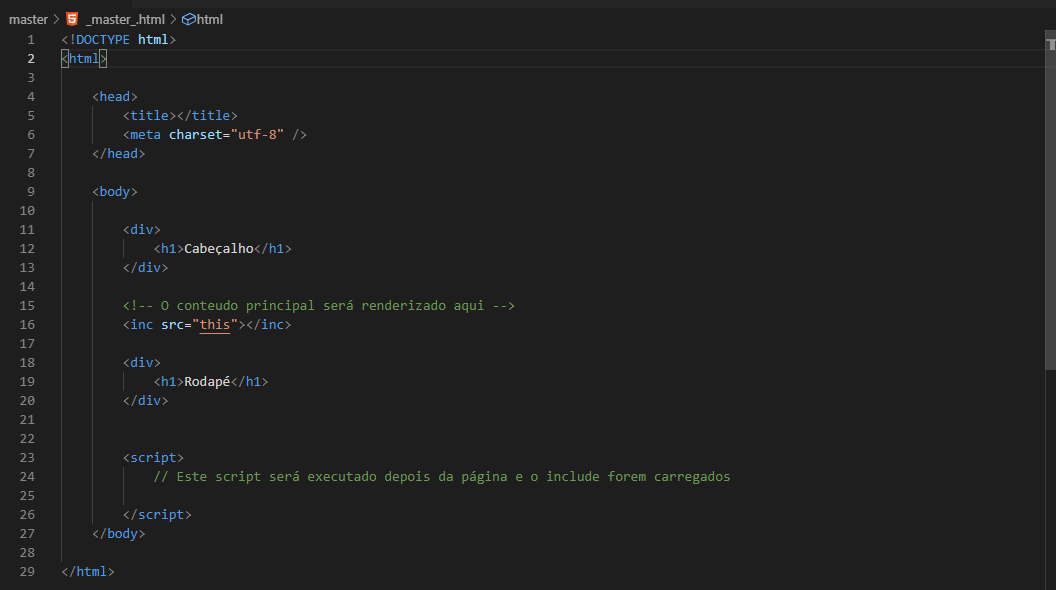 master > _master_.html > html
1 <!DOCTYPE html>
2 <html>
3
4 <head>
5 <title></title>
6 <meta charset="utf-8" />
7 </head>
8
9 <body>
10
11 <div>
12 <h1>Cabeçalho</h1>
13 </div>
14
15 <!-- O conteudo principal será renderizado aqui -->
16 <inc src="this"></inc>
17
18 <div>
19 <h1>Rodapé</h1>
20 </div>
21
22
23 <script>
24 // Este script será executado depois da página e o include forem carregados
25
26 </script>
27 </body>
28
29 </html>